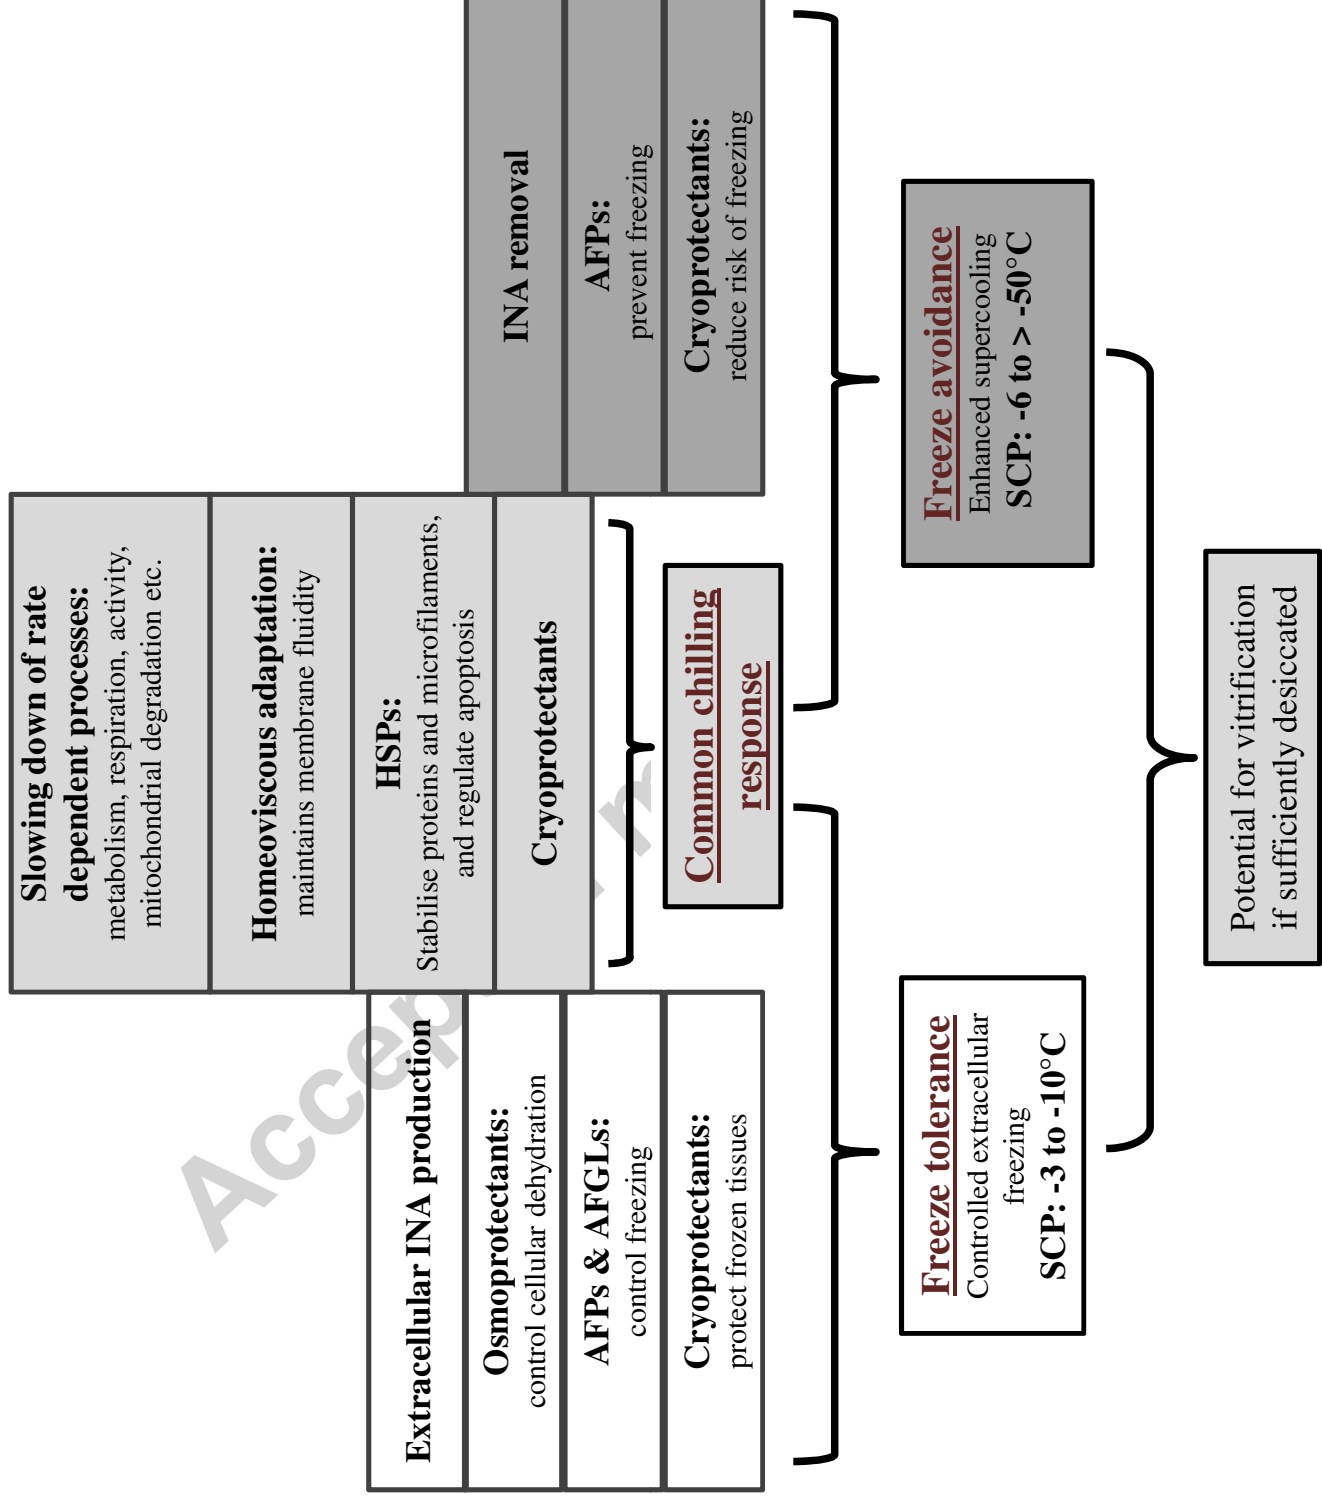 Slowing down of rate
dependent processes:
metabolism, respiration, activity,
mitochondrial degradation etc.
Homeoviscous adaptation:
maintains membrane fluidity
HSPs:
Stabilise proteins and microfilaments,
and regulate apoptosis
Cryoprotectants
Extracellular INA production
Osmoprotectants:
control cellular dehydration
AFPs & AFGLs:
control freezing
Cryoprotectants:
protect frozen tissues
INA removal
AFPs:
prevent freezing
Cryoprotectants:
reduce risk of freezing
Common chilling
response
Freeze tolerance
Controlled extracellular
freezing
SCP: -3 to -10°C
Freeze avoidance
Enhanced supercooling
SCP: -6 to > -50°C
Potential for vitrification
if sufficiently desiccated